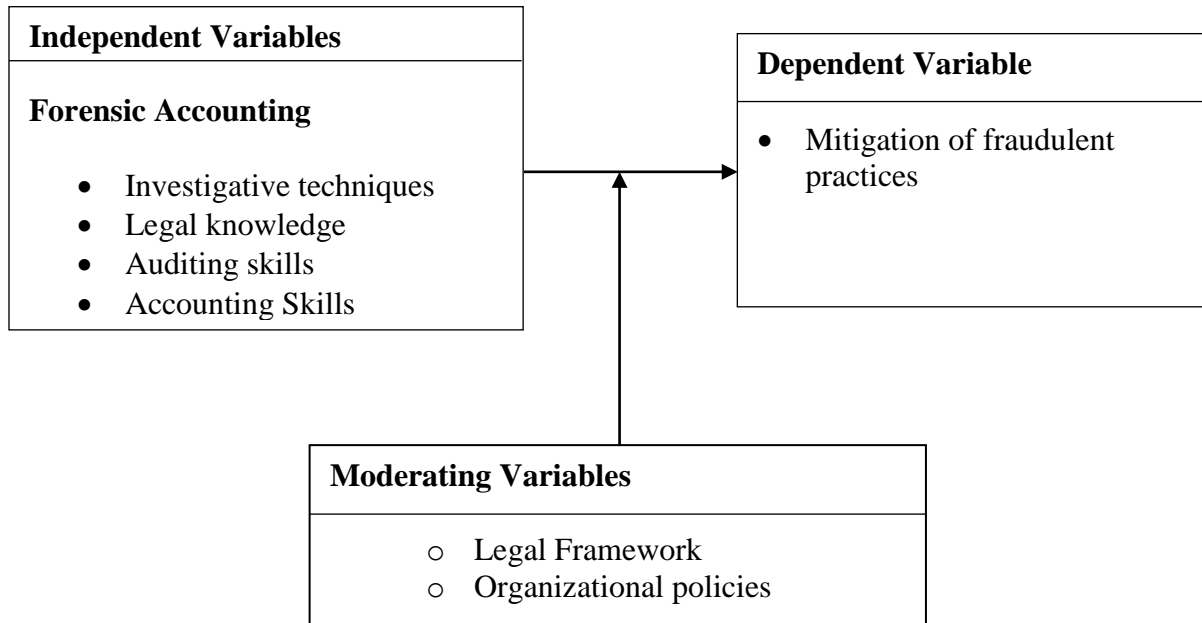 Independent Variables
Forensic Accounting
• Investigative techniques
• Legal knowledge
• Auditing skills
• Accounting Skills
Dependent Variable
• Mitigation of fraudulent
practices
Moderating Variables
o Legal Framework
o Organizational policies